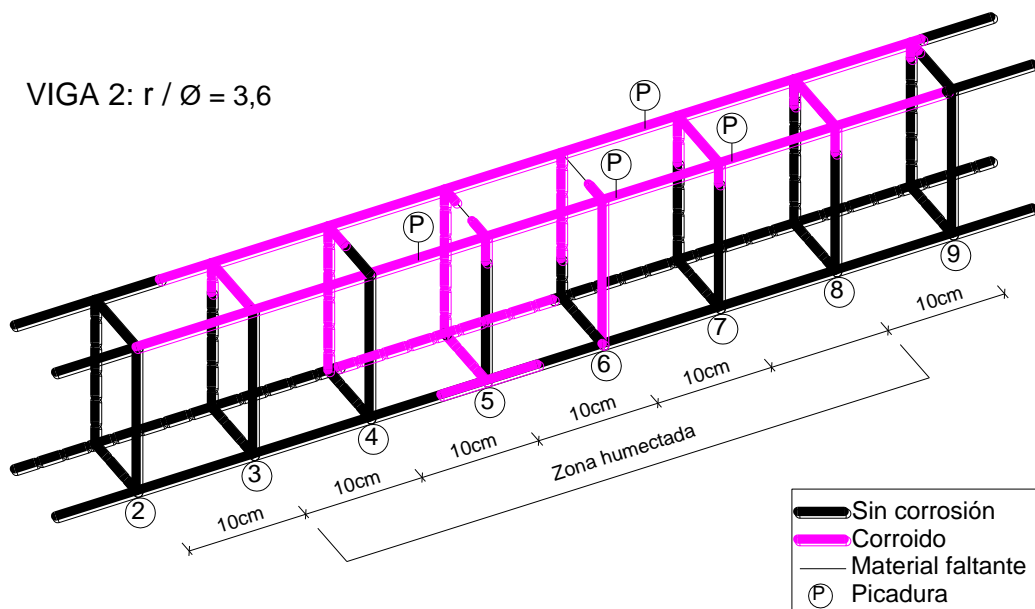 VIGA 2: r / Ø = 3,6
P
P
P
P
9
8
7
6
5
4
3
2
10cm
10cm
10cm
10cm
10cm
10cm
10cm
Zona humectada
Sin corrosión
Corroido
Material faltante
P Picadura